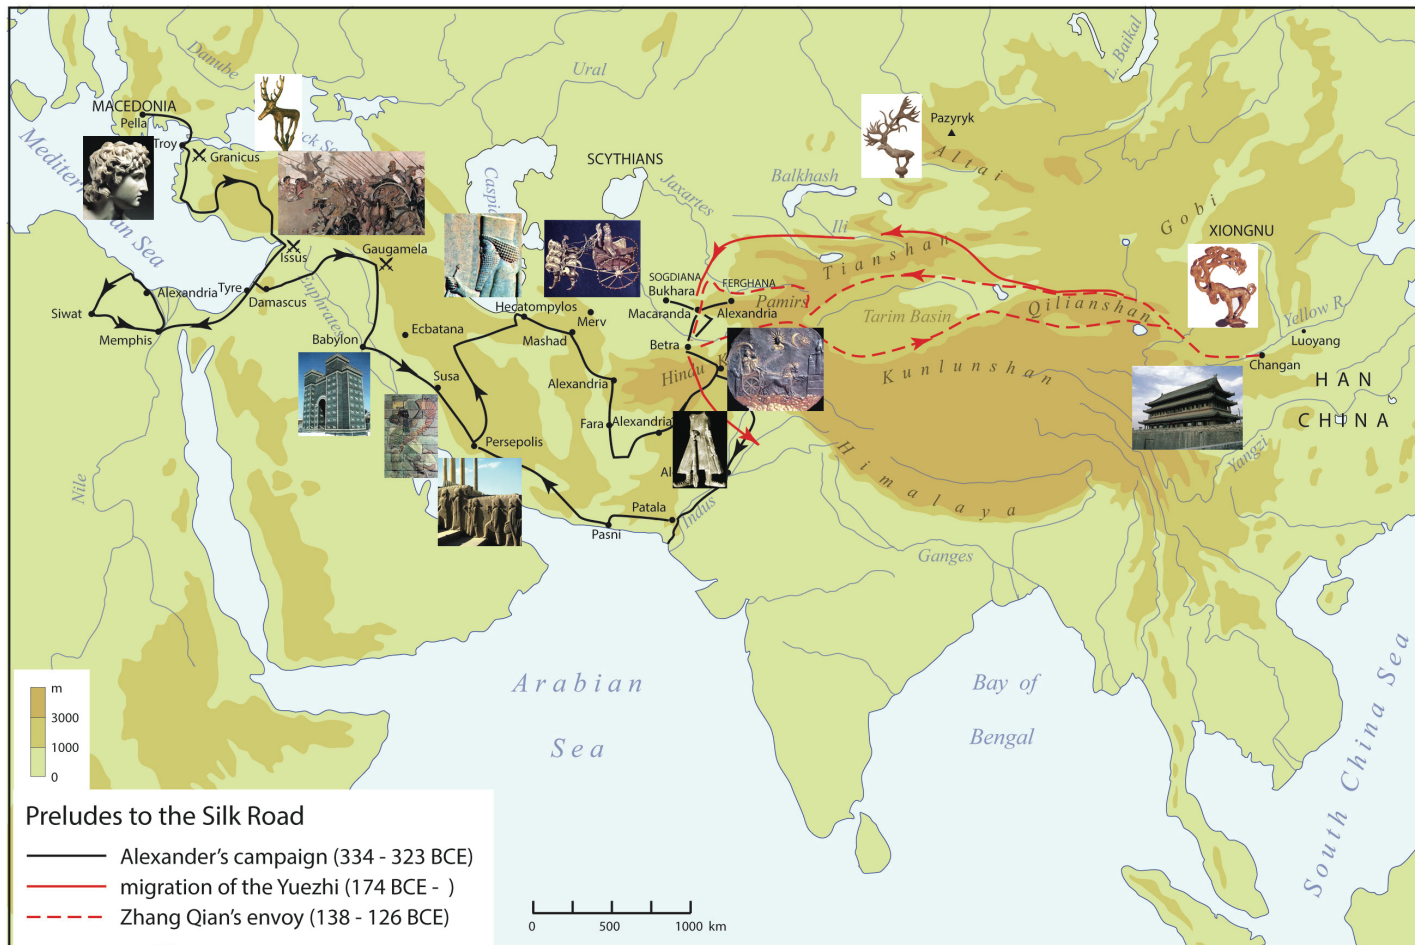 Danube
Ural
L. Baikal
MACEDONIA
Pella
Troy
Granicus
Mediterranean Sea
Caspia
SCYTHIANS
Jaxartes
Balkhash
Ili
Pazyryk
Altai
Gobi
XIONGNU
Tianshan
Issus
Gaugamela
Euphrates
Tyre
Damascus
Alexandria
Siwat
Memphis
Babylon
Ecbatana
Susa
Persepolis
Hecatompylos
Merv
Mashad
Alexandria
Fara
Alexandria
SOGDIANA
Bukhara
Macaranda
FERGHANA
Alexandria
Pamirs
Betra
Hindu K
Al
Tarim Basin
Qilianshan
Kunlunshan
Himalaya
Yellow R.
Luoyang
Changan
HAN
CHINA
Yangzi
Nile
Patala
Pasni
Indus
Ganges
Arabian
Sea
Bay of
Bengal
South China Sea
m
3000
1000
0
Preludes to the Silk Road
Alexander's campaign (334 - 323 BCE)
migration of the Yuezhi (174 BCE - )
Zhang Qian's envoy (138 - 126 BCE)
0 500 1000 km